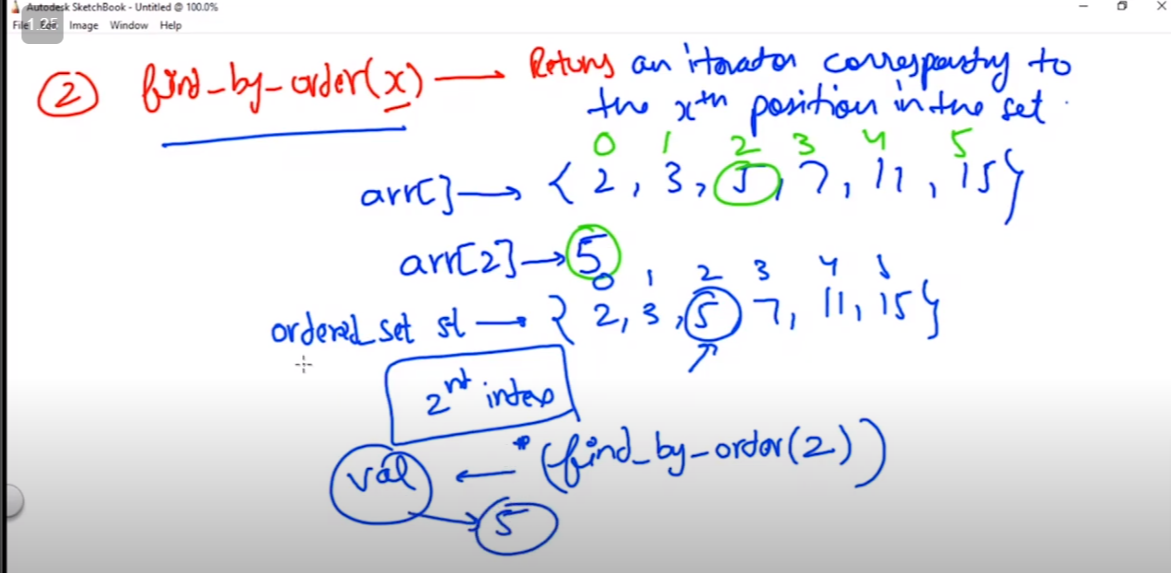 Autodesk SketchBook - Untitled @ 100.0%
File Edit Image Window Help
1.25
② find_by_order(x) → Returns an iterator corresponding to
the xth position in the set.
0 1 2 3 4 5
arr[] → { 2, 3, 5, 7, 11, 15 }
arr[2] → 5
0 1 2 3 4 5
ordered_set st → { 2, 3, 5, 7, 11, 15 }
2nd index
val ← *(find_by_order(2))
5